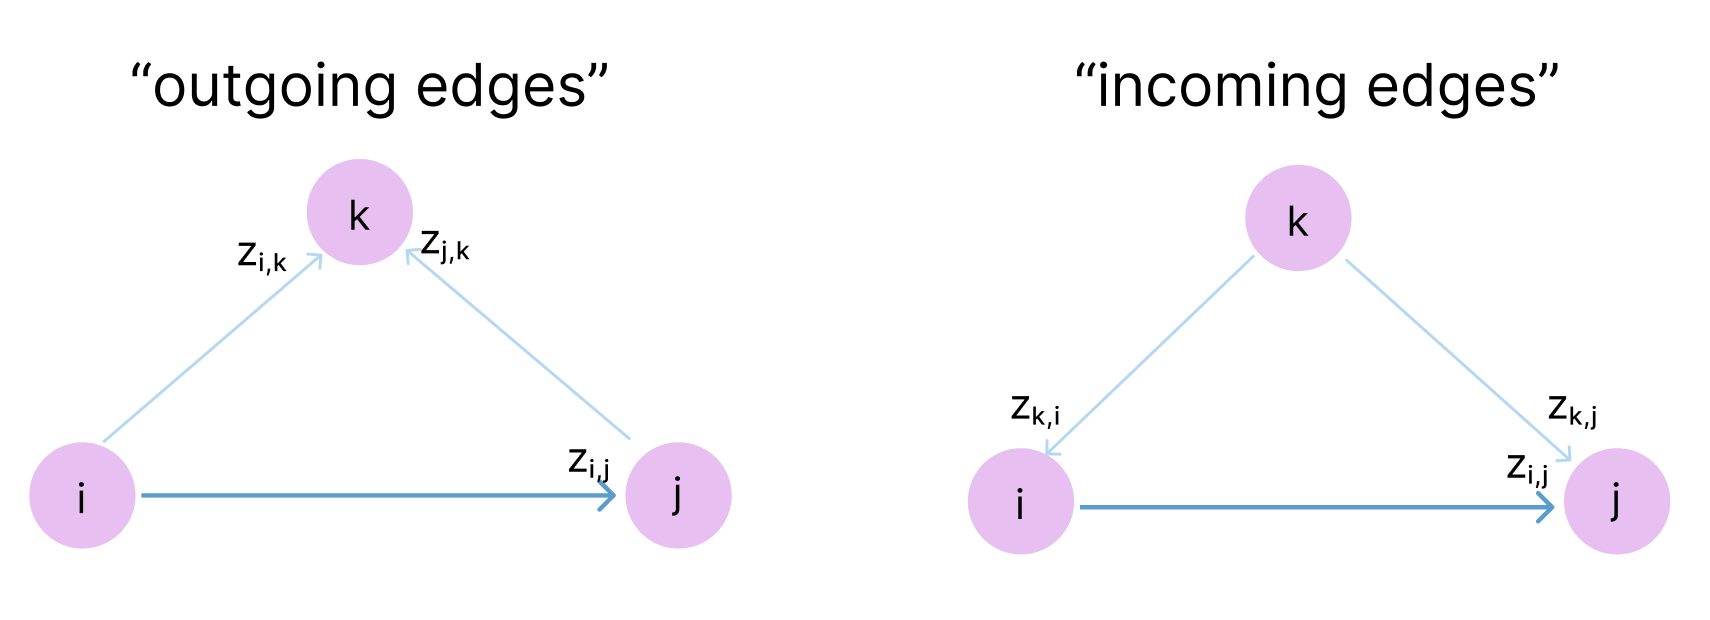 “outgoing edges”
“incoming edges”
k
z_{i,k}
z_{j,k}
z_{i,j}
i
j
k
z_{k,i}
z_{k,j}
z_{i,j}
i
j